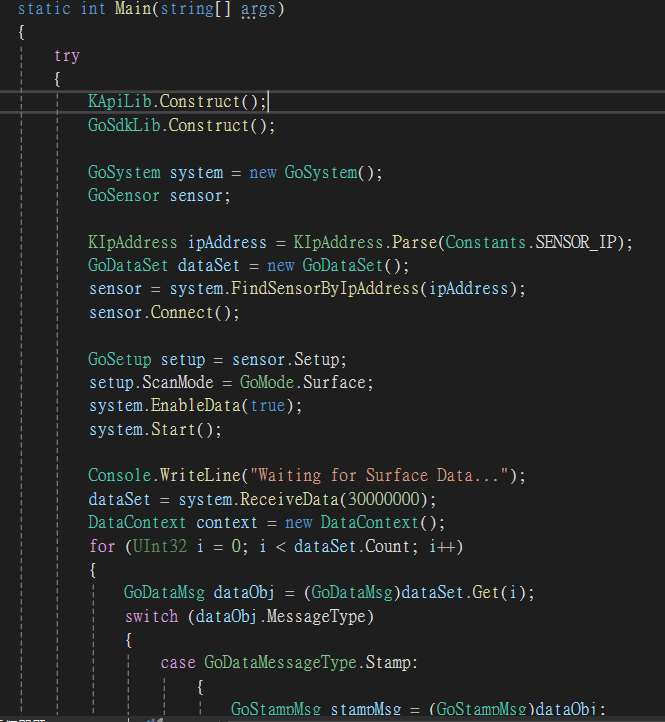 static int Main(string[] args)
{
try
{
KApiLib.Construct();
GoSdkLib.Construct();
GoSystem system = new GoSystem();
GoSensor sensor;
KIpAddress ipAddress = KIpAddress.Parse(Constants.SENSOR_IP);
GoDataSet dataSet = new GoDataSet();
sensor = system.FindSensorByIpAddress(ipAddress);
sensor.Connect();
GoSetup setup = sensor.Setup;
setup.ScanMode = GoMode.Surface;
system.EnableData(true);
system.Start();
Console.WriteLine("Waiting for Surface Data...");
dataSet = system.ReceiveData(30000000);
DataContext context = new DataContext();
for (UInt32 i = 0; i < dataSet.Count; i++)
{
GoDataMsg dataObj = (GoDataMsg)dataSet.Get(i);
switch (dataObj.MessageType)
{
case GoDataMessageType.Stamp:
{
GoStampMsg stampMsg = (GoStampMsg)dataObj;